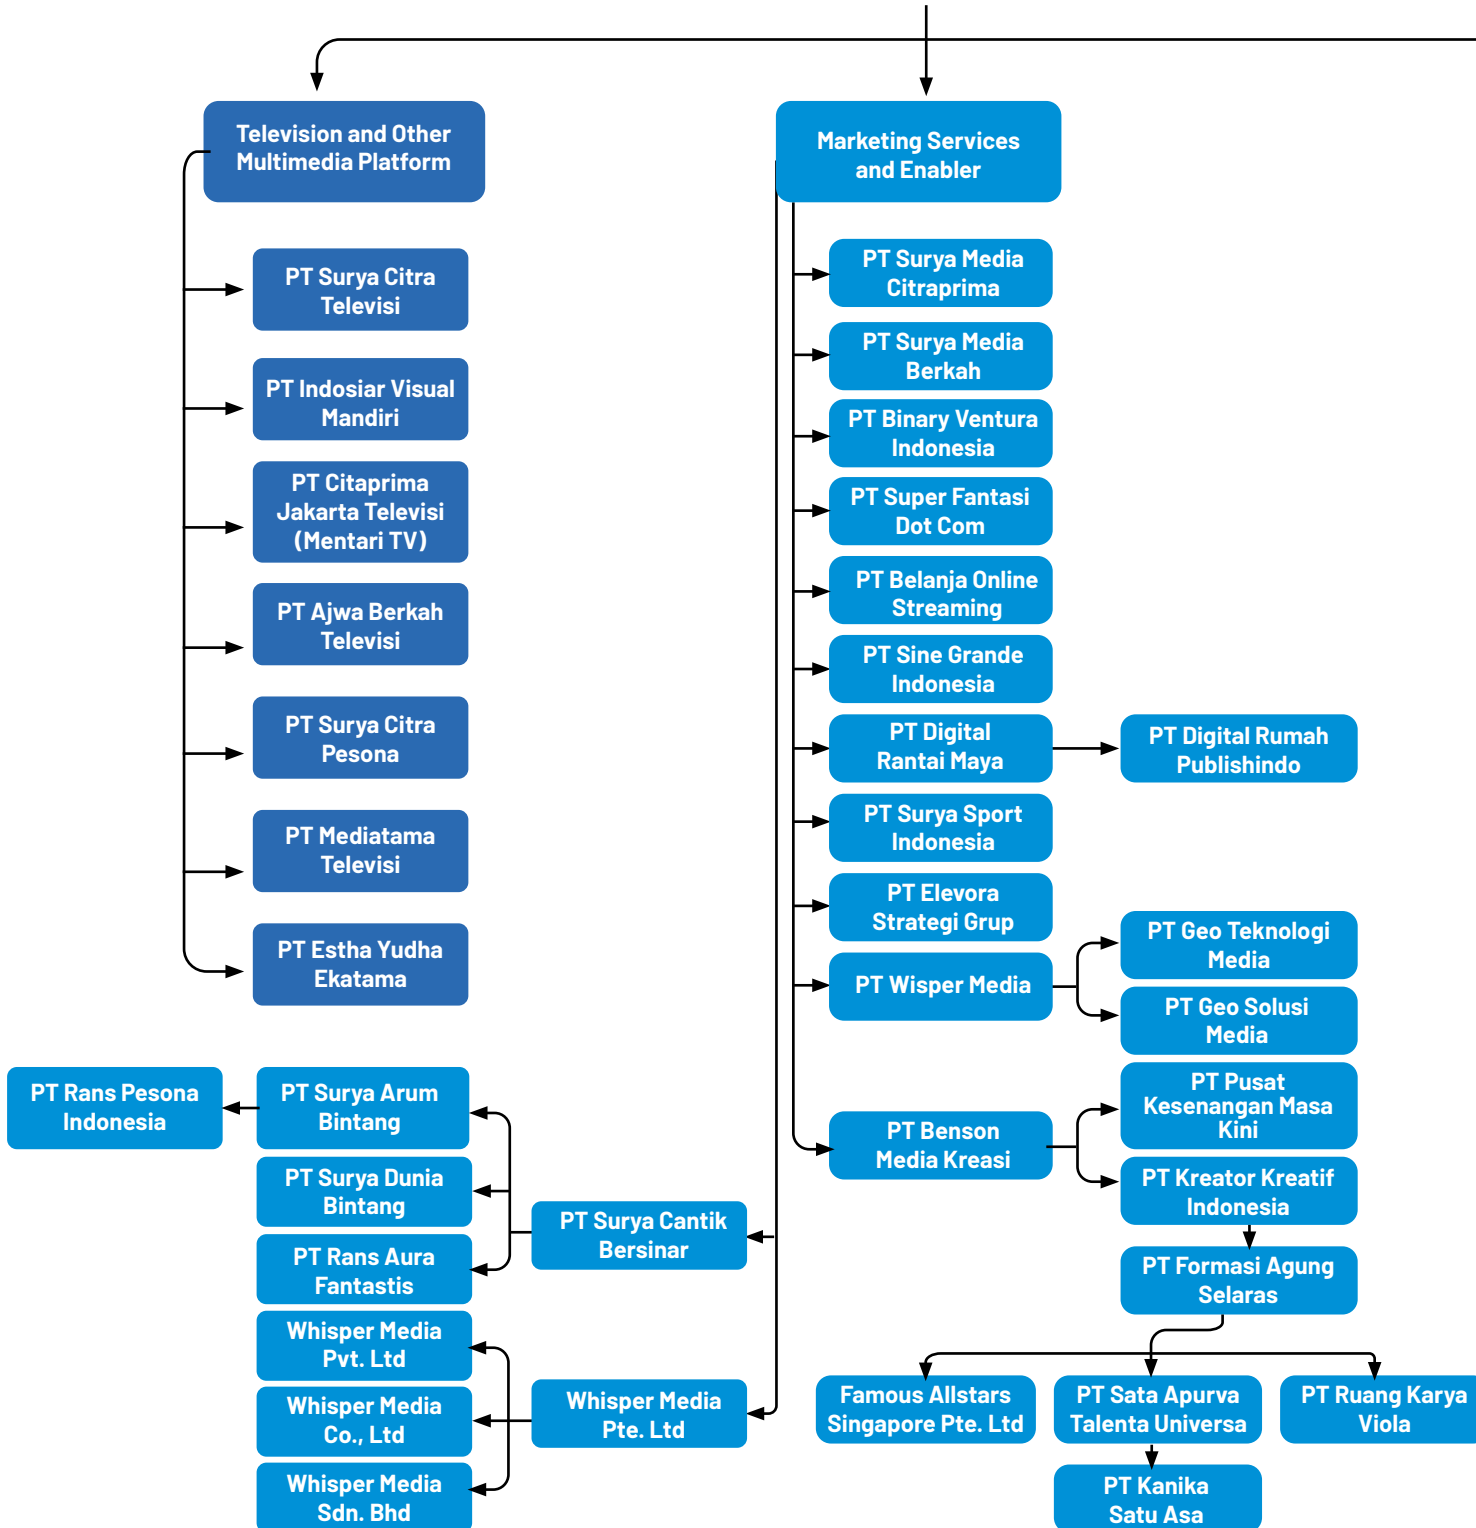 Television and Other
Multimedia Platform
PT Surya Citra
Televisi
PT Indosiar Visual
Mandiri
PT Citaprima
Jakarta Televisi
(Mentari TV)
PT Ajwa Berkah
Televisi
PT Surya Citra
Pesona
PT Mediatama
Televisi
PT Estha Yudha
Ekatama
Marketing Services
and Enabler
PT Surya Media
Citraprima
PT Surya Media
Berkah
PT Binary Ventura
Indonesia
PT Super Fantasi
Dot Com
PT Belanja Online
Streaming
PT Sine Grande
Indonesia
PT Digital
Rantai Maya
PT Digital Rumah
Publishindo
PT Surya Sport
Indonesia
PT Elevora
Strategi Grup
PT Wisper Media
PT Geo Teknologi
Media
PT Geo Solusi
Media
PT Benson
Media Kreasi
PT Pusat
Kesenangan Masa
Kini
PT Kreator Kreatif
Indonesia
PT Formasi Agung
Selaras
Famous Allstars
Singapore Pte. Ltd
PT Sata Apurva
Talenta Universa
PT Ruang Karya
Viola
PT Kanika
Satu Asa
PT Surya Cantik
Bersinar
PT Surya Arum
Bintang
PT Rans Pesona
Indonesia
PT Surya Dunia
Bintang
PT Rans Aura
Fantastis
Whisper Media
Pte. Ltd
Whisper Media
Pvt. Ltd
Whisper Media
Co., Ltd
Whisper Media
Sdn. Bhd